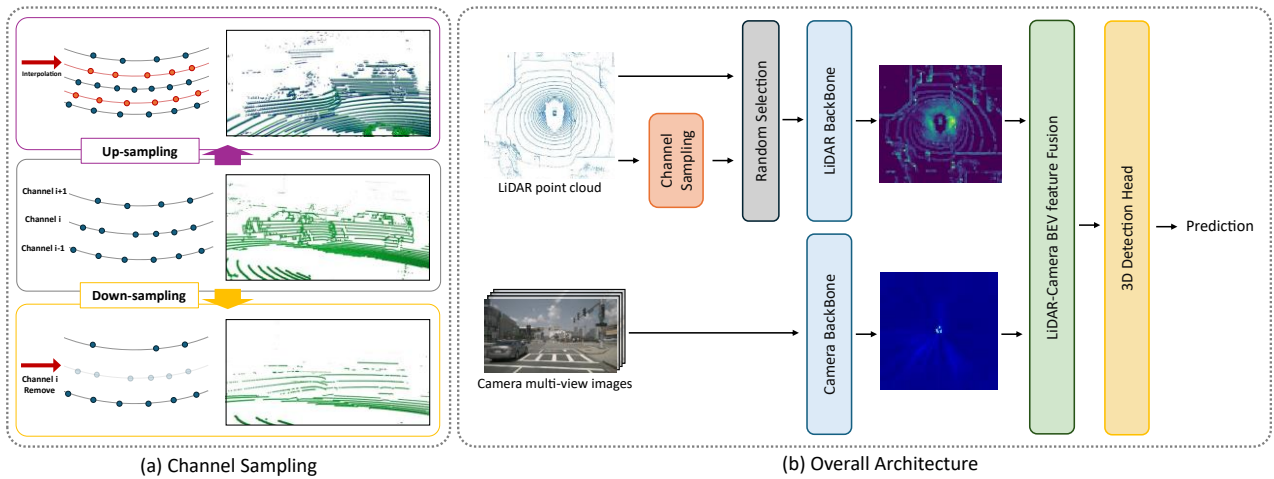 Interpolation
Up-sampling
Channel i+1
Channel i
Channel i-1
Down-sampling
Channel i
Remove
(a) Channel Sampling
LiDAR point cloud
Channel
Sampling
Random Selection
LiDAR BackBone
Camera multi-view images
Camera BackBone
LiDAR-Camera BEV feature Fusion
3D Detection Head
Prediction
(b) Overall Architecture